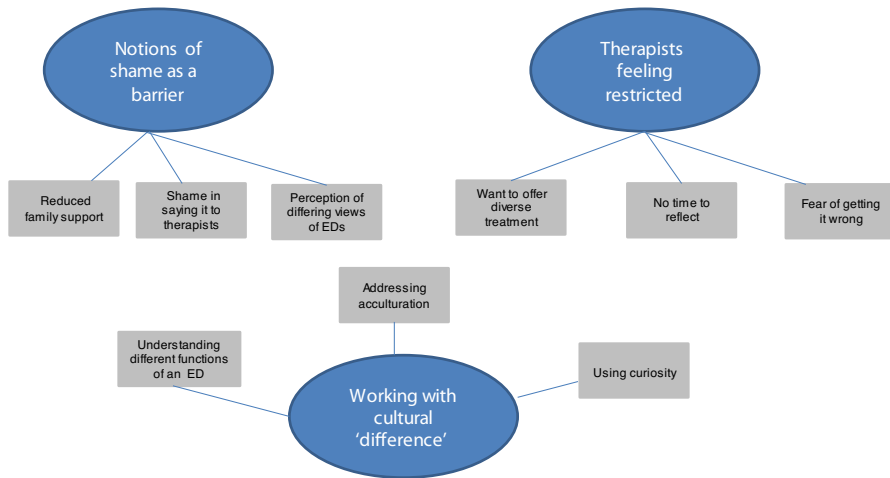 Notions of
shame as a
barrier
Therapists
feeling
restricted
Reduced
family support
Shame in
saying it to
therapists
Perception of
differing views
of EDs
Want to offer
diverse
treatment
No time to
reflect
Fear of getting
it wrong
Addressing
acculturation
Understanding
different functions
of an ED
Using curiosity
Working with
cultural
‘difference’